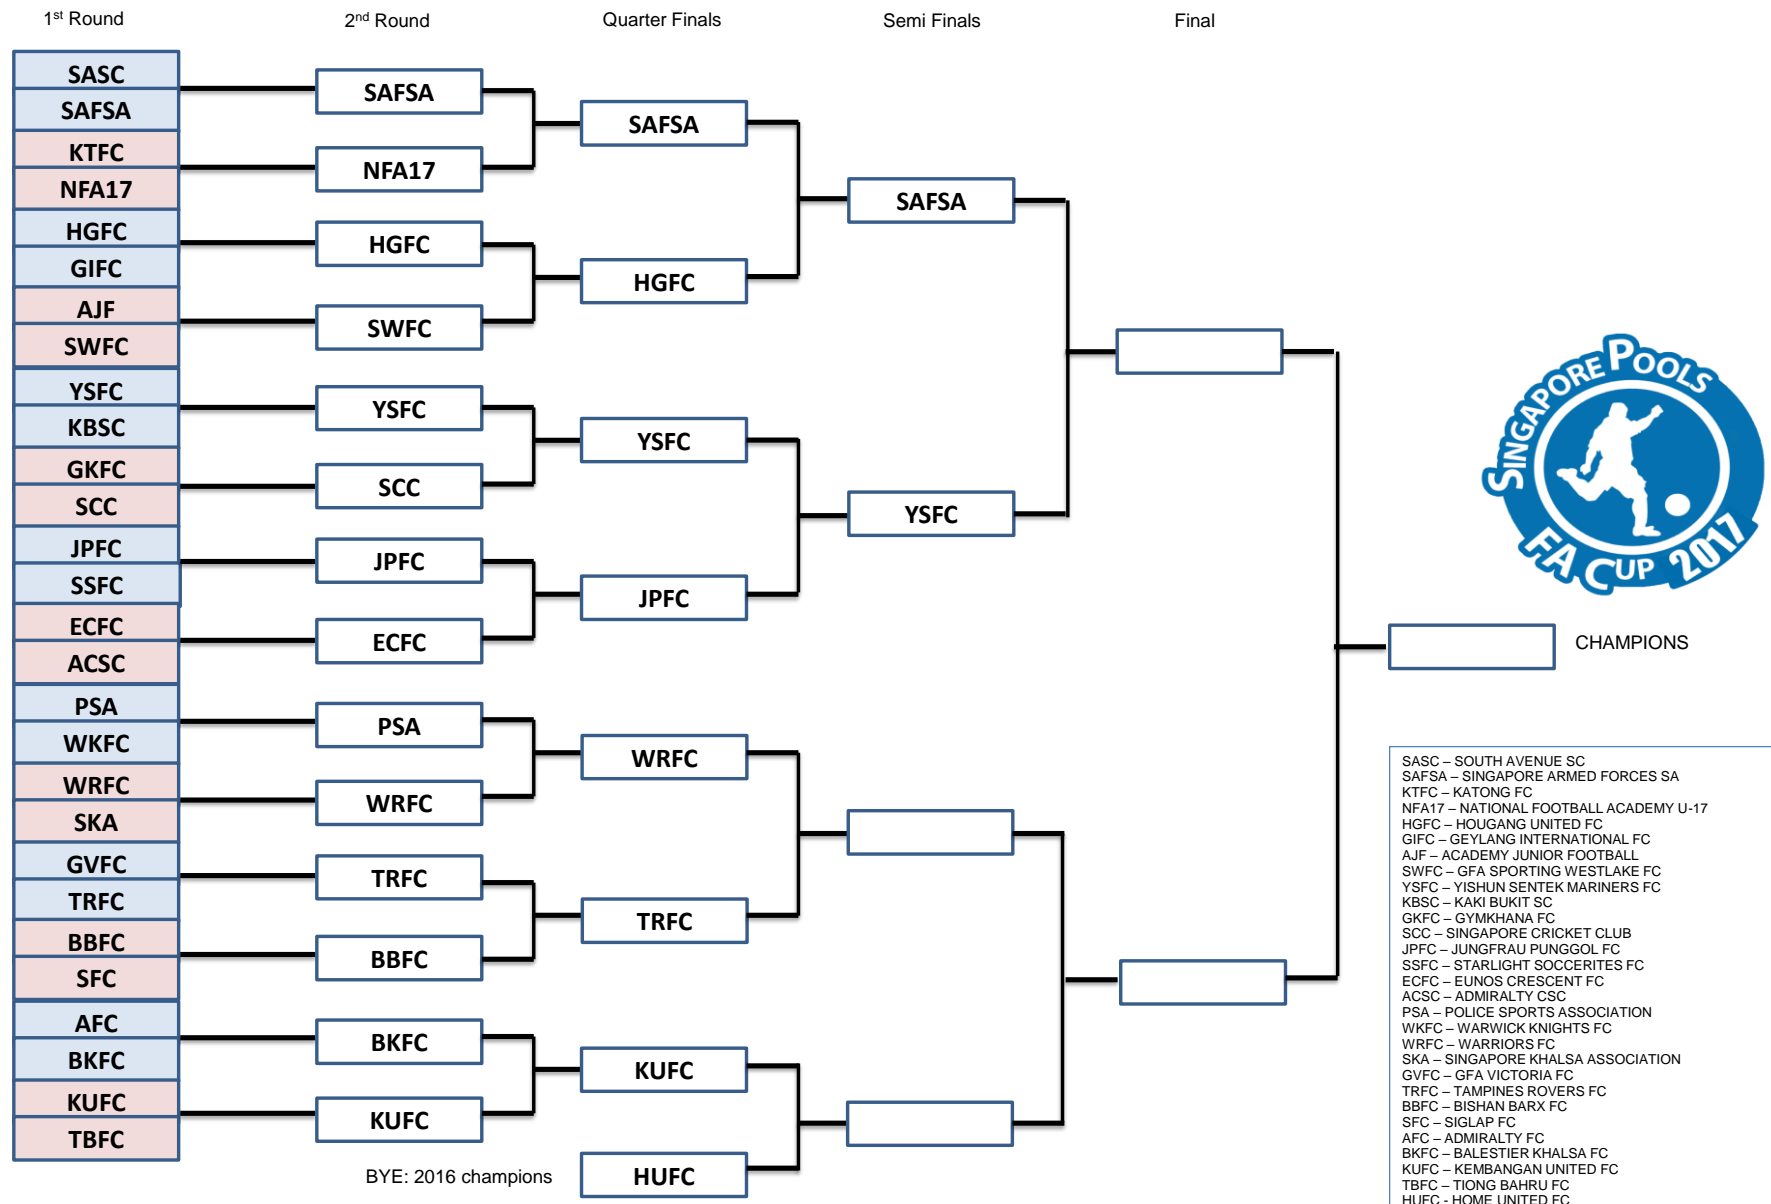 1st Round
2nd Round
Quarter Finals
Semi Finals
Final
SASC
SAFSA
KTFC
NFA17
HGFC
GIFC
AJF
SWFC
YSFC
KBSC
GKFC
SCC
JPFC
SSFC
ECFC
ACSC
PSA
WKFC
WRFC
SKA
GVFC
TRFC
BBFC
SFC
AFC
BKFC
KUFC
TBFC
SAFSA
NFA17
HGFC
SWFC
YSFC
SCC
JPFC
ECFC
PSA
WRFC
TRFC
BBFC
BKFC
KUFC
BYE: 2016 champions
SAFSA
HGFC
YSFC
JPFC
WRFC
TRFC
KUFC
HUFC
SAFSA
YSFC
SINGAPORE POOLS
FA CUP 2017
CHAMPIONS
SASC – SOUTH AVENUE SC
SAFSA – SINGAPORE ARMED FORCES SA
KTFC – KATONG FC
NFA17 – NATIONAL FOOTBALL ACADEMY U-17
HGFC – HOUGANG UNITED FC
GIFC – GEYLANG INTERNATIONAL FC
AJF – ACADEMY JUNIOR FOOTBALL
SWFC – GFA SPORTING WESTLAKE FC
YSFC – YISHUN SENTEK MARINERS FC
KBSC – KAKI BUKIT SC
GKFC – GYMKHANA FC
SCC – SINGAPORE CRICKET CLUB
JPFC – JUNGFRAU PUNGGOL FC
SSFC – STARLIGHT SOCCERITES FC
ECFC – EUNOS CRESCENT FC
ACSC – ADMIRALTY CSC
PSA – POLICE SPORTS ASSOCIATION
WKFC – WARWICK KNIGHTS FC
WRFC – WARRIORS FC
SKA – SINGAPORE KHALSA ASSOCIATION
GVFC – GFA VICTORIA FC
TRFC – TAMPINES ROVERS FC
BBFC – BISHAN BARX FC
SFC – SIGLAP FC
AFC – ADMIRALTY FC
BKFC – BALESTIER KHALSA FC
KUFC – KEMBANGAN UNITED FC
TBFC – TIONG BAHRU FC
HUFC - HOME UNITED FC